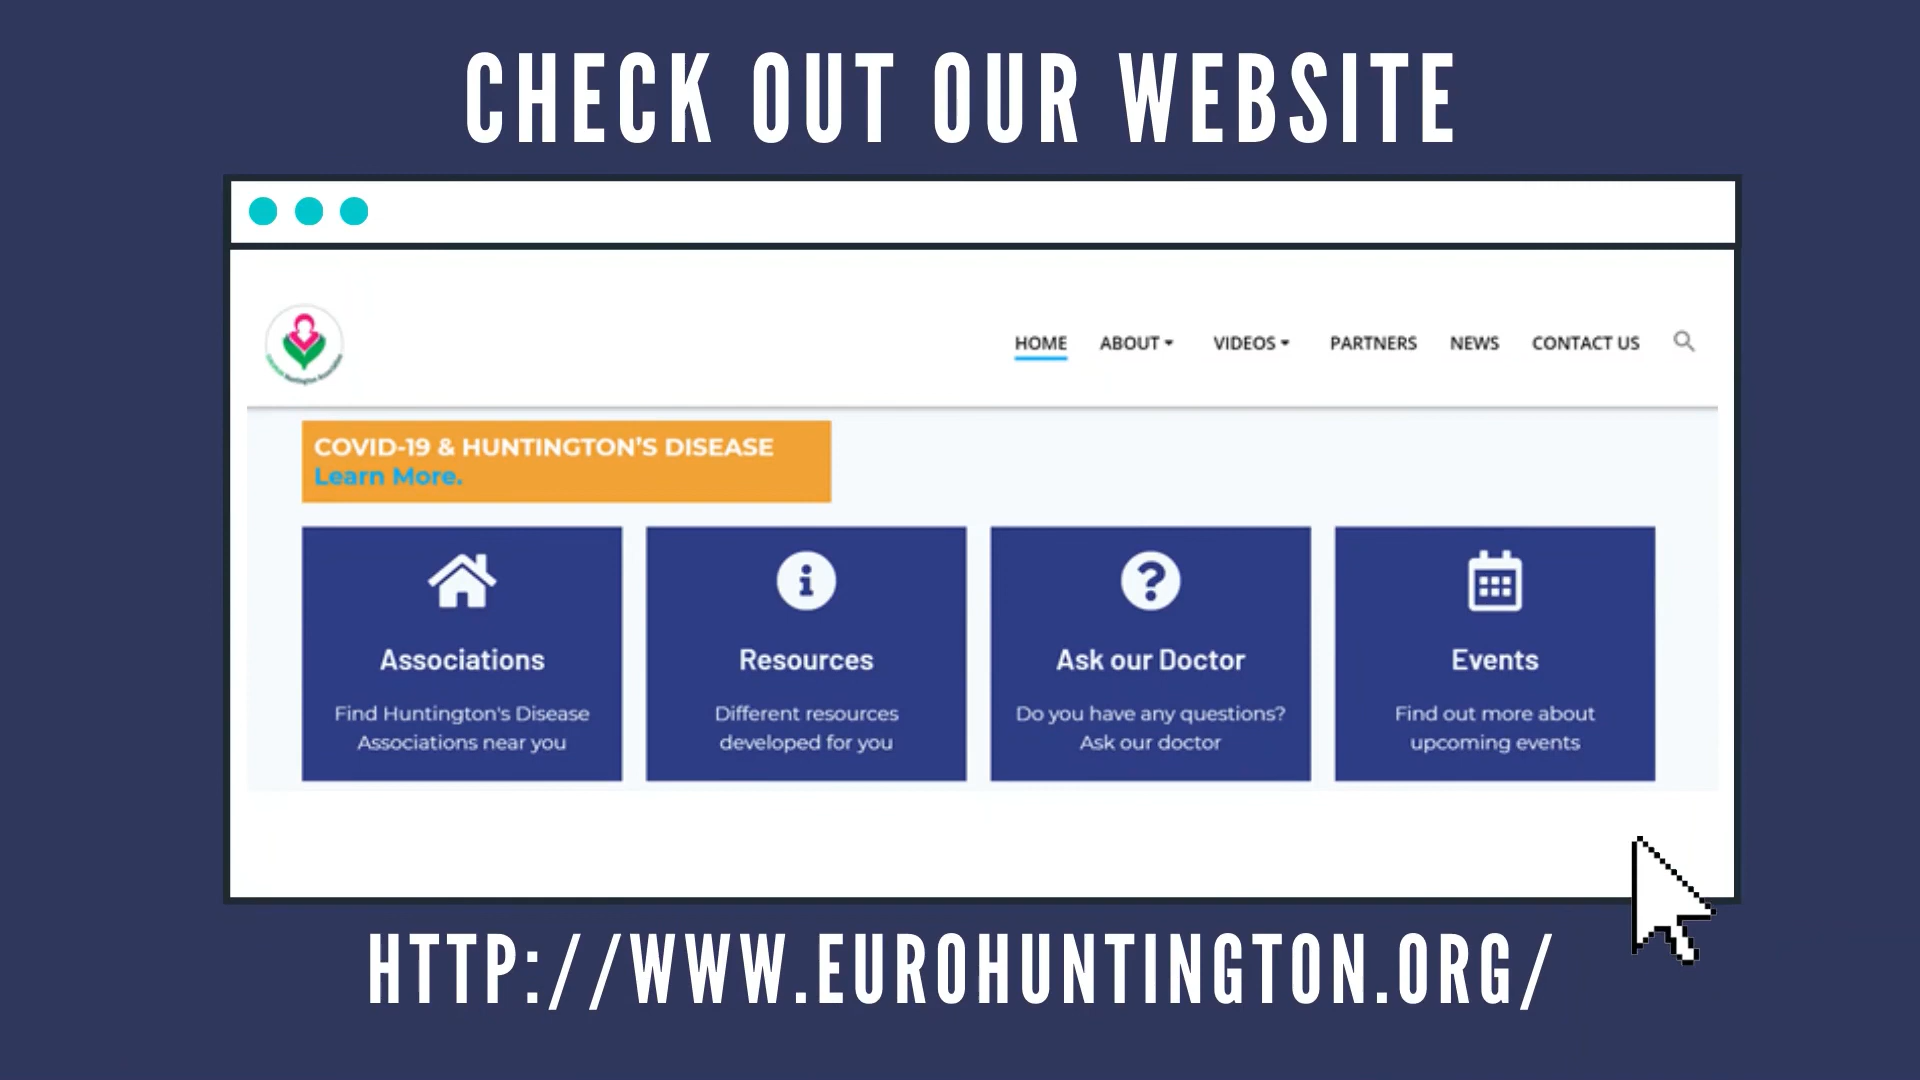 CHECK OUT OUR WEBSITE
HOME ABOUT VIDEOS PARTNERS NEWS CONTACT US
COVID-19 & HUNTINGTON'S DISEASE
Learn More.
Associations
Find Huntington's Disease
Associations near you
Resources
Different resources
developed for you
Ask our Doctor
Do you have any questions?
Ask our doctor
Events
Find out more about
upcoming events
HTTP://WWW.EUROHUNTINGTON.ORG/